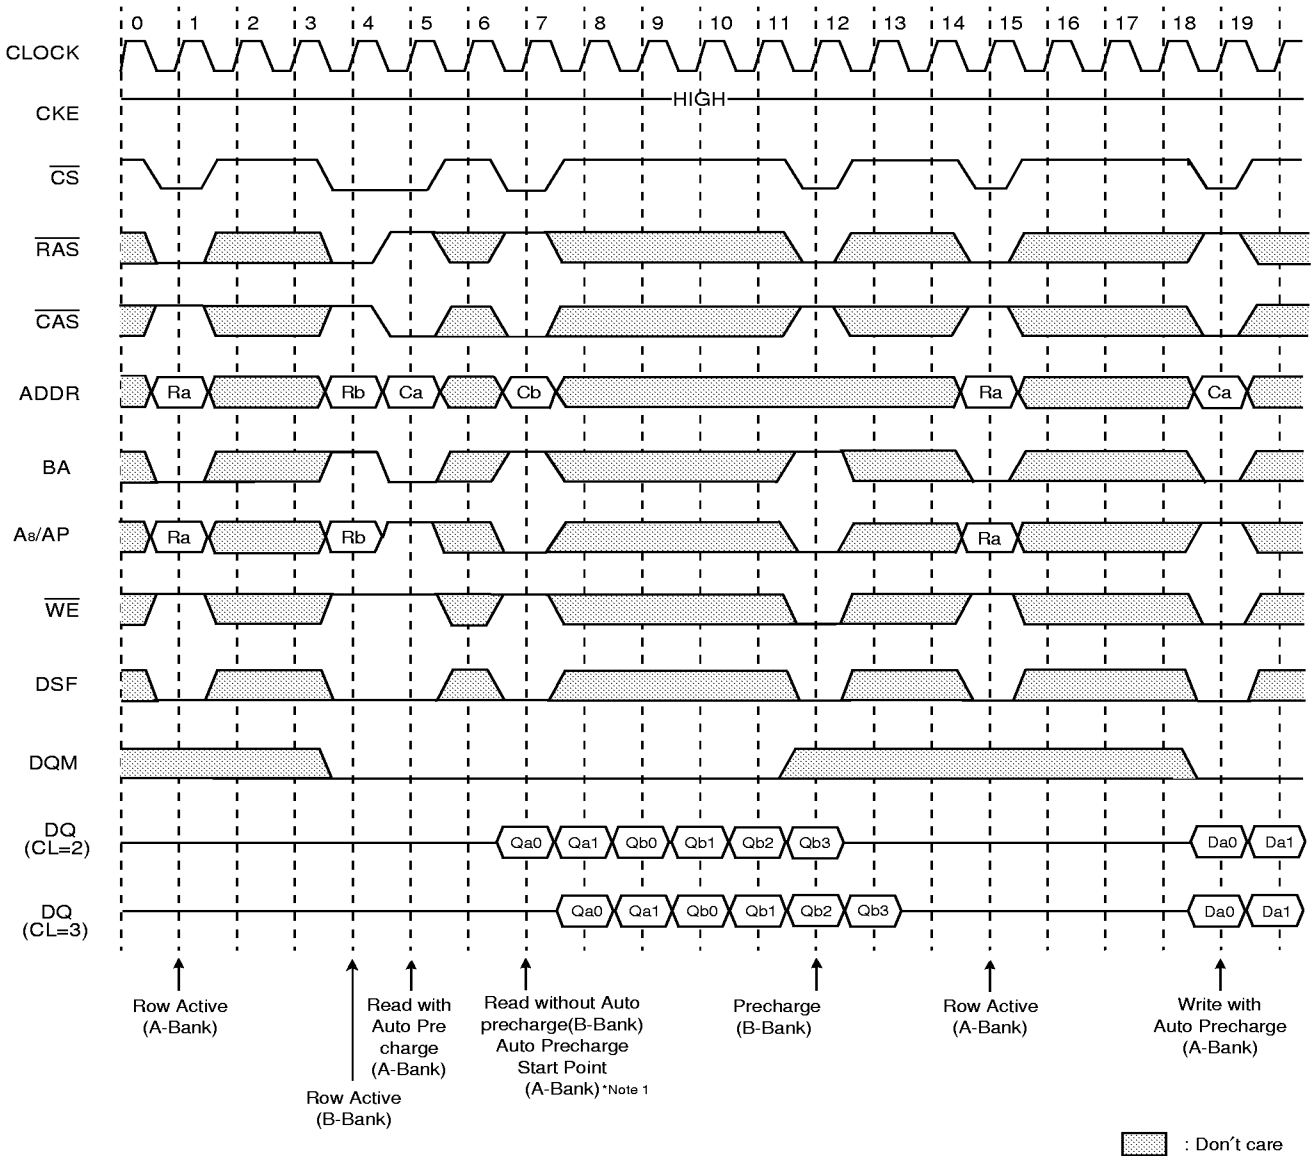 0 1 2 3 4 5 6 7 8 9 10 11 12 13 14 15 16 17 18 19
CLOCK
HIGH
CKE
CS
RAS
CAS
ADDR Ra Rb Ca Cb Ra Ca
BA
A8/AP Ra Rb Ra
WE
DSF
DQM
DQ
(CL=2) Qa0 Qa1 Qb0 Qb1 Qb2 Qb3 Da0 Da1
DQ
(CL=3) Qa0 Qa1 Qb0 Qb1 Qb2 Qb3 Da0 Da1
Row Active
(A-Bank)
Row Active
(B-Bank)
Read with
Auto Pre
charge
(A-Bank)
Read without Auto
precharge(B-Bank)
Auto Precharge
Start Point
(A-Bank) *Note 1
Precharge
(B-Bank)
Row Active
(A-Bank)
Write with
Auto Precharge
(A-Bank)
: Don't care